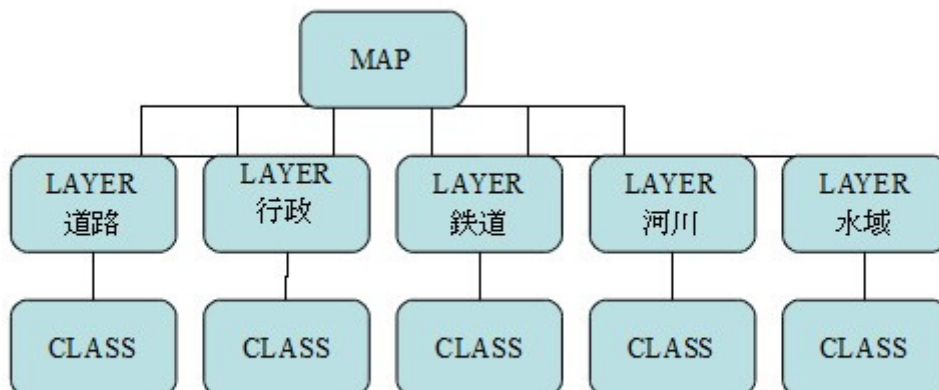 MAP
LAYER
道路
LAYER
行政
LAYER
鉄道
LAYER
河川
LAYER
水域
CLASS
CLASS
CLASS
CLASS
CLASS